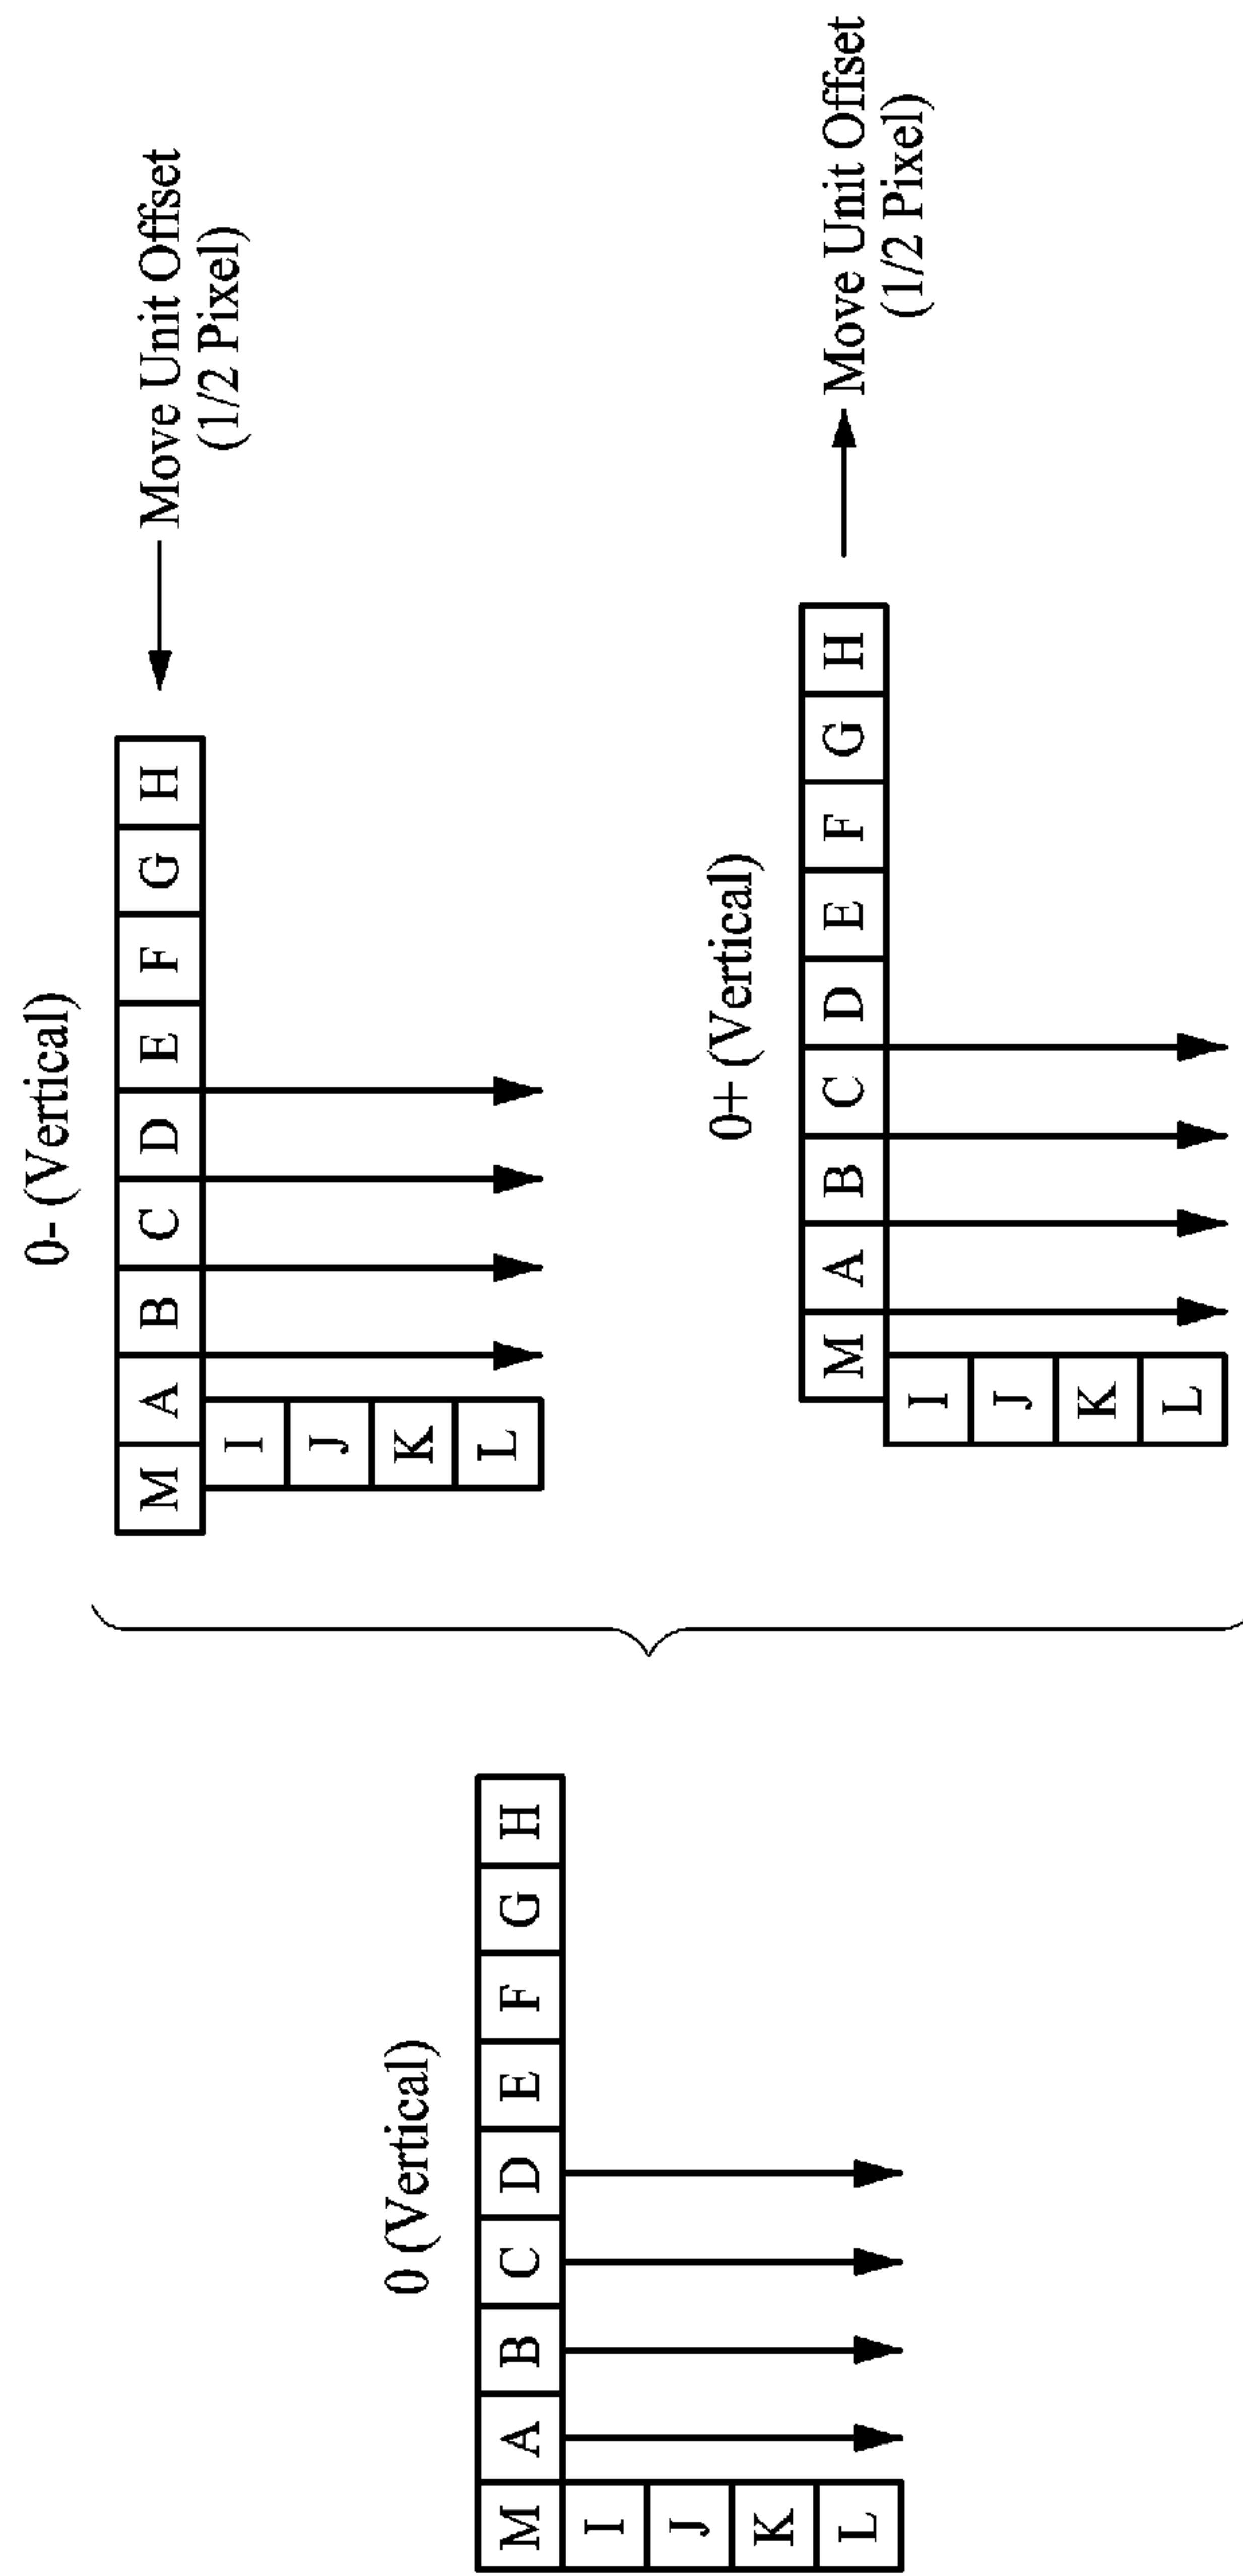 0 (Vertical)
M A B C D E F G H
I
J
K
L
0- (Vertical)
M A B C D E F G H
I
J
K
L
Move Unit Offset
(1/2 Pixel)
0+ (Vertical)
M A B C D E F G H
I
J
K
L
Move Unit Offset
(1/2 Pixel)